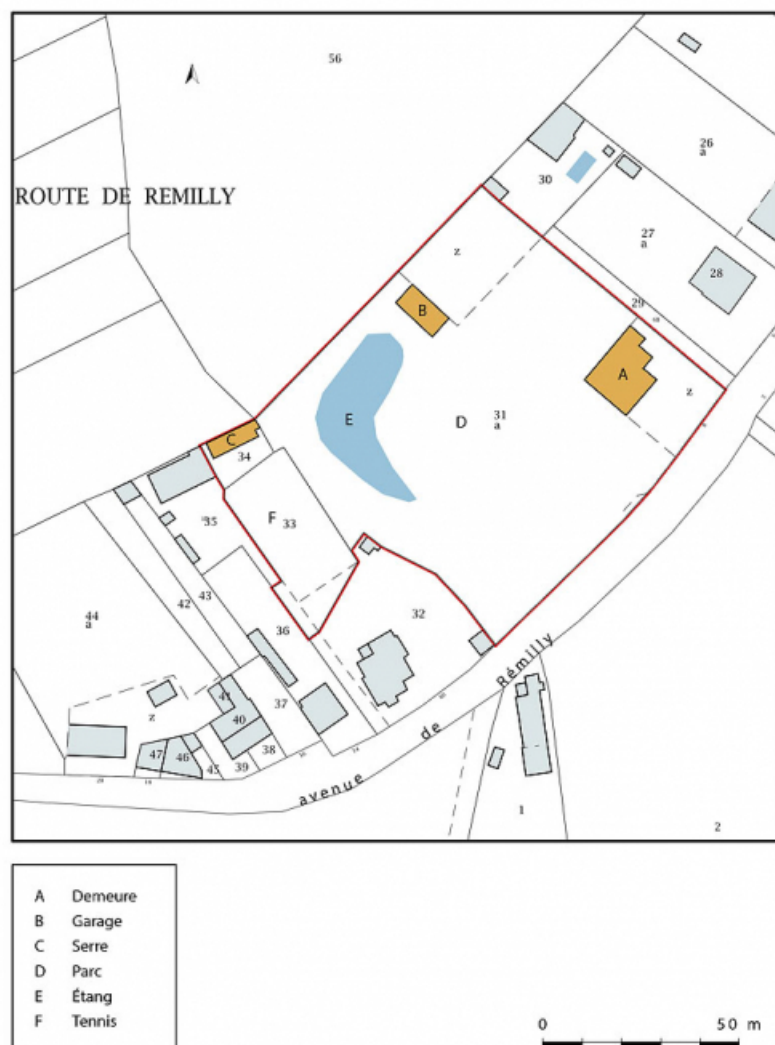 56
26
a
30
ROUTE DE REMILLY
27
a
z
28
29
B
A
z
E
D
31
a
C
34
35
F
33
42
43
44
a
36
32
Rémilly
de
avenue
z
41
40
37
47
46
45
39
38
1
2
A Demeure
B Garage
C Serre
D Parc
E Étang
F Tennis
0 50 m